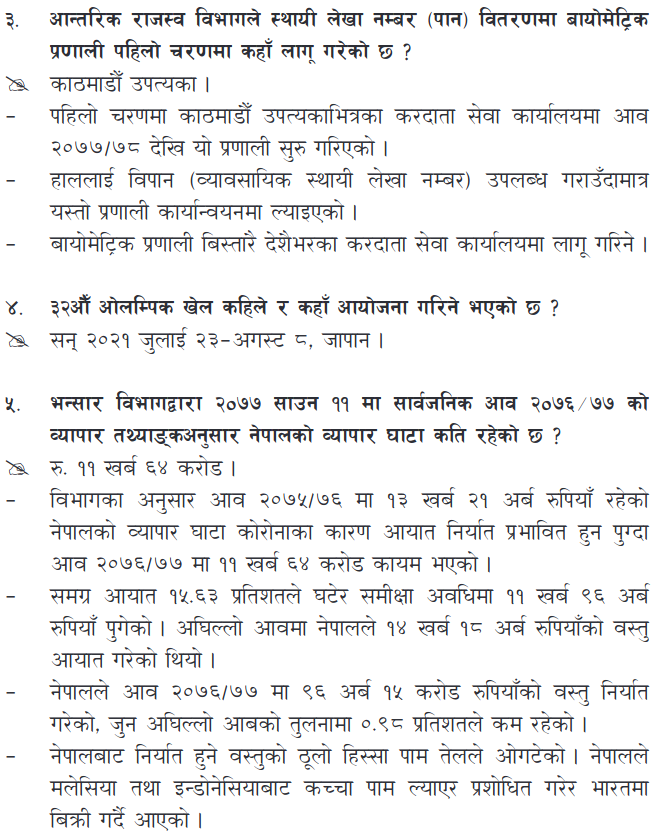 ३. आन्तरिक राजस्व विभागले स्थायी लेखा नम्बर (पान) वितरणमा बायोमेट्रिक
प्रणाली पहिलो चरणमा कहाँ लागू गरेको छ ?
काठमाडौँ उपत्यका ।
– पहिलो चरणमा काठमाडौँ उपत्यकाभित्रका करदाता सेवा कार्यालयमा आव
२०७७/७८ देखि यो प्रणाली सुरु गरिएको ।
– हाललाई विपान (व्यावसायिक स्थायी लेखा नम्बर) उपलब्ध गराउँदामात्र
यस्तो प्रणाली कार्यान्वयनमा ल्याइएको ।
– बायोमेट्रिक प्रणाली बिस्तारै देशैभरका करदाता सेवा कार्यालयमा लागू गरिने ।
४. ३२औँ ओलम्पिक खेल कहिले र कहाँ आयोजना गरिने भएको छ ?
सन् २०२१ जुलाई २३–अगस्ट ८, जापान ।
५. भन्सार विभागद्वारा २०७७ साउन ११ मा सार्वजनिक आव २०७६/७७ को
व्यापार तथ्याङ्कअनुसार नेपालको व्यापार घाटा कति रहेको छ ?
रु. ११ खर्ब ६४ करोड ।
– विभागका अनुसार आव २०७५/७६ मा १३ खर्ब २१ अर्ब रुपियाँ रहेको
नेपालको व्यापार घाटा कोरोनाका कारण आयात निर्यात प्रभावित हुन पुग्दा
आव २०७६/७७ मा ११ खर्ब ६४ करोड कायम भएको ।
– समग्र आयात १५.६३ प्रतिशतले घटेर समीक्षा अवधिमा ११ खर्ब ९६ अर्ब
रुपियाँ पुगेको । अघिल्लो आवमा नेपालले १४ खर्ब १८ अर्ब रुपियाँको वस्तु
आयात गरेको थियो ।
– नेपालले आव २०७६/७७ मा ९६ अर्ब १५ करोड रुपियाँको वस्तु निर्यात
गरेको, जुन अघिल्लो आबको तुलनामा ०.९८ प्रतिशतले कम रहेको ।
– नेपालबाट निर्यात हुने वस्तुको ठूलो हिस्सा पाम तेलले ओगटेको । नेपालले
मलेसिया तथा इन्डोनेसियाबाट कच्चा पाम ल्याएर प्रशोधित गरेर भारतमा
बिक्री गर्दै आएको ।